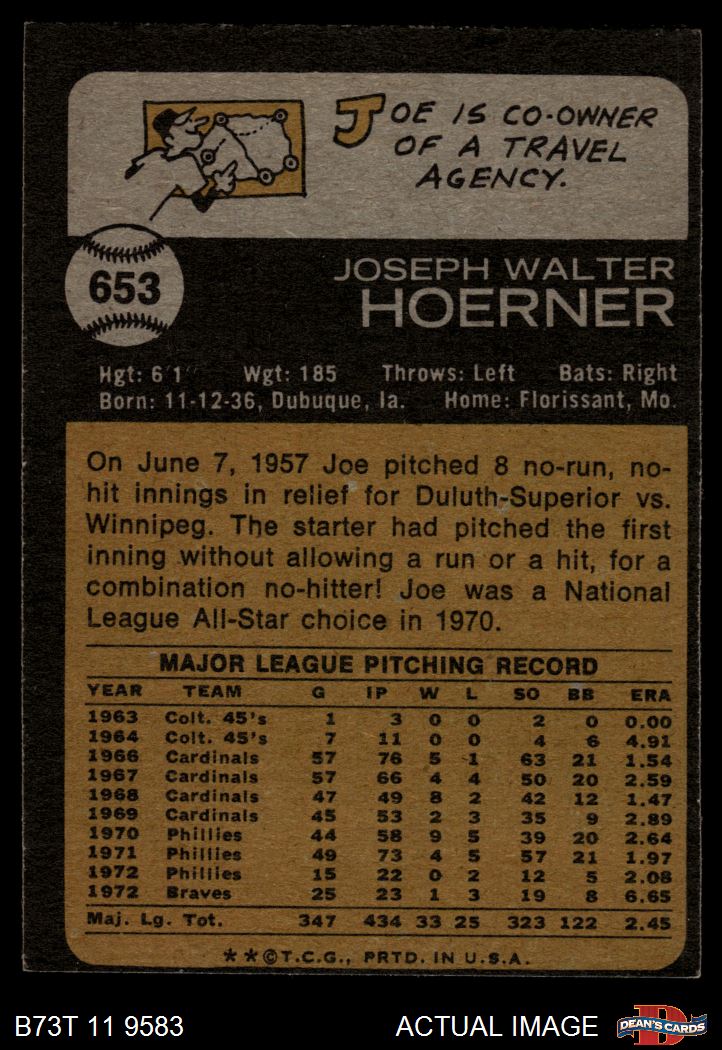 JOE IS CO-OWNER
OF A TRAVEL
AGENCY.
653
JOSEPH WALTER
HOERNER
Hgt: 6'1" Wgt: 185 Throws: Left Bats: Right
Born: 11-12-36, Dubuque, Ia. Home: Florissant, Mo.
On June 7, 1957 Joe pitched 8 no-run, no-
hit innings in relief for Duluth-Superior vs.
Winnipeg. The starter had pitched the first
inning without allowing a run or a hit, for a
combination no-hitter! Joe was a National
League All-Star choice in 1970.
MAJOR LEAGUE PITCHING RECORD
YEAR TEAM G IP W L SO BB ERA
1963 Colt. 45's 1 3 0 0 2 0 0.00
1964 Colt. 45's 7 11 0 0 4 6 4.91
1966 Cardinals 57 76 5 1 63 21 1.54
1967 Cardinals 57 66 4 4 50 20 2.59
1968 Cardinals 47 49 8 2 42 12 1.47
1969 Cardinals 45 53 2 3 35 9 2.89
1970 Phillies 44 58 9 5 39 20 2.64
1971 Phillies 49 73 4 5 57 21 1.97
1972 Phillies 15 22 0 2 12 5 2.08
1972 Braves 25 23 1 3 19 8 6.65
Maj. Lg. Tot. 347 434 33 25 323 122 2.45
**©T.C.G., PRTD. IN U.S.A.
B73T 11 9583 ACTUAL IMAGE
D
DEAN'S CARDS